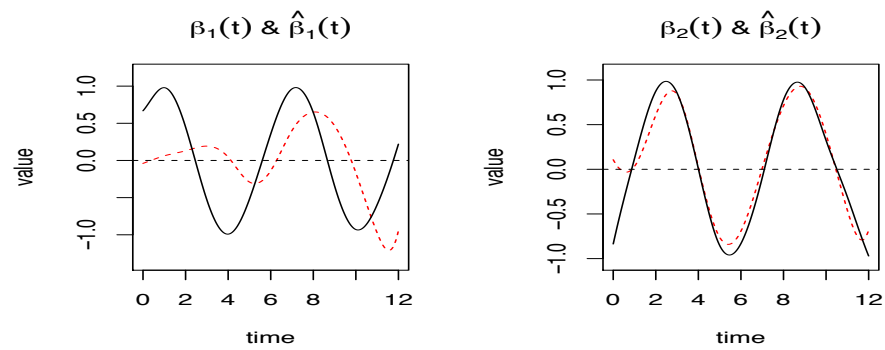 β₁(t) & β̂₁(t)
value
1.0
0.5
0.0
−1.0
0 2 4 6 8 12
time
β₂(t) & β̂₂(t)
value
1.0
0.5
0.0
−0.5
−1.0
0 2 4 6 8 12
time